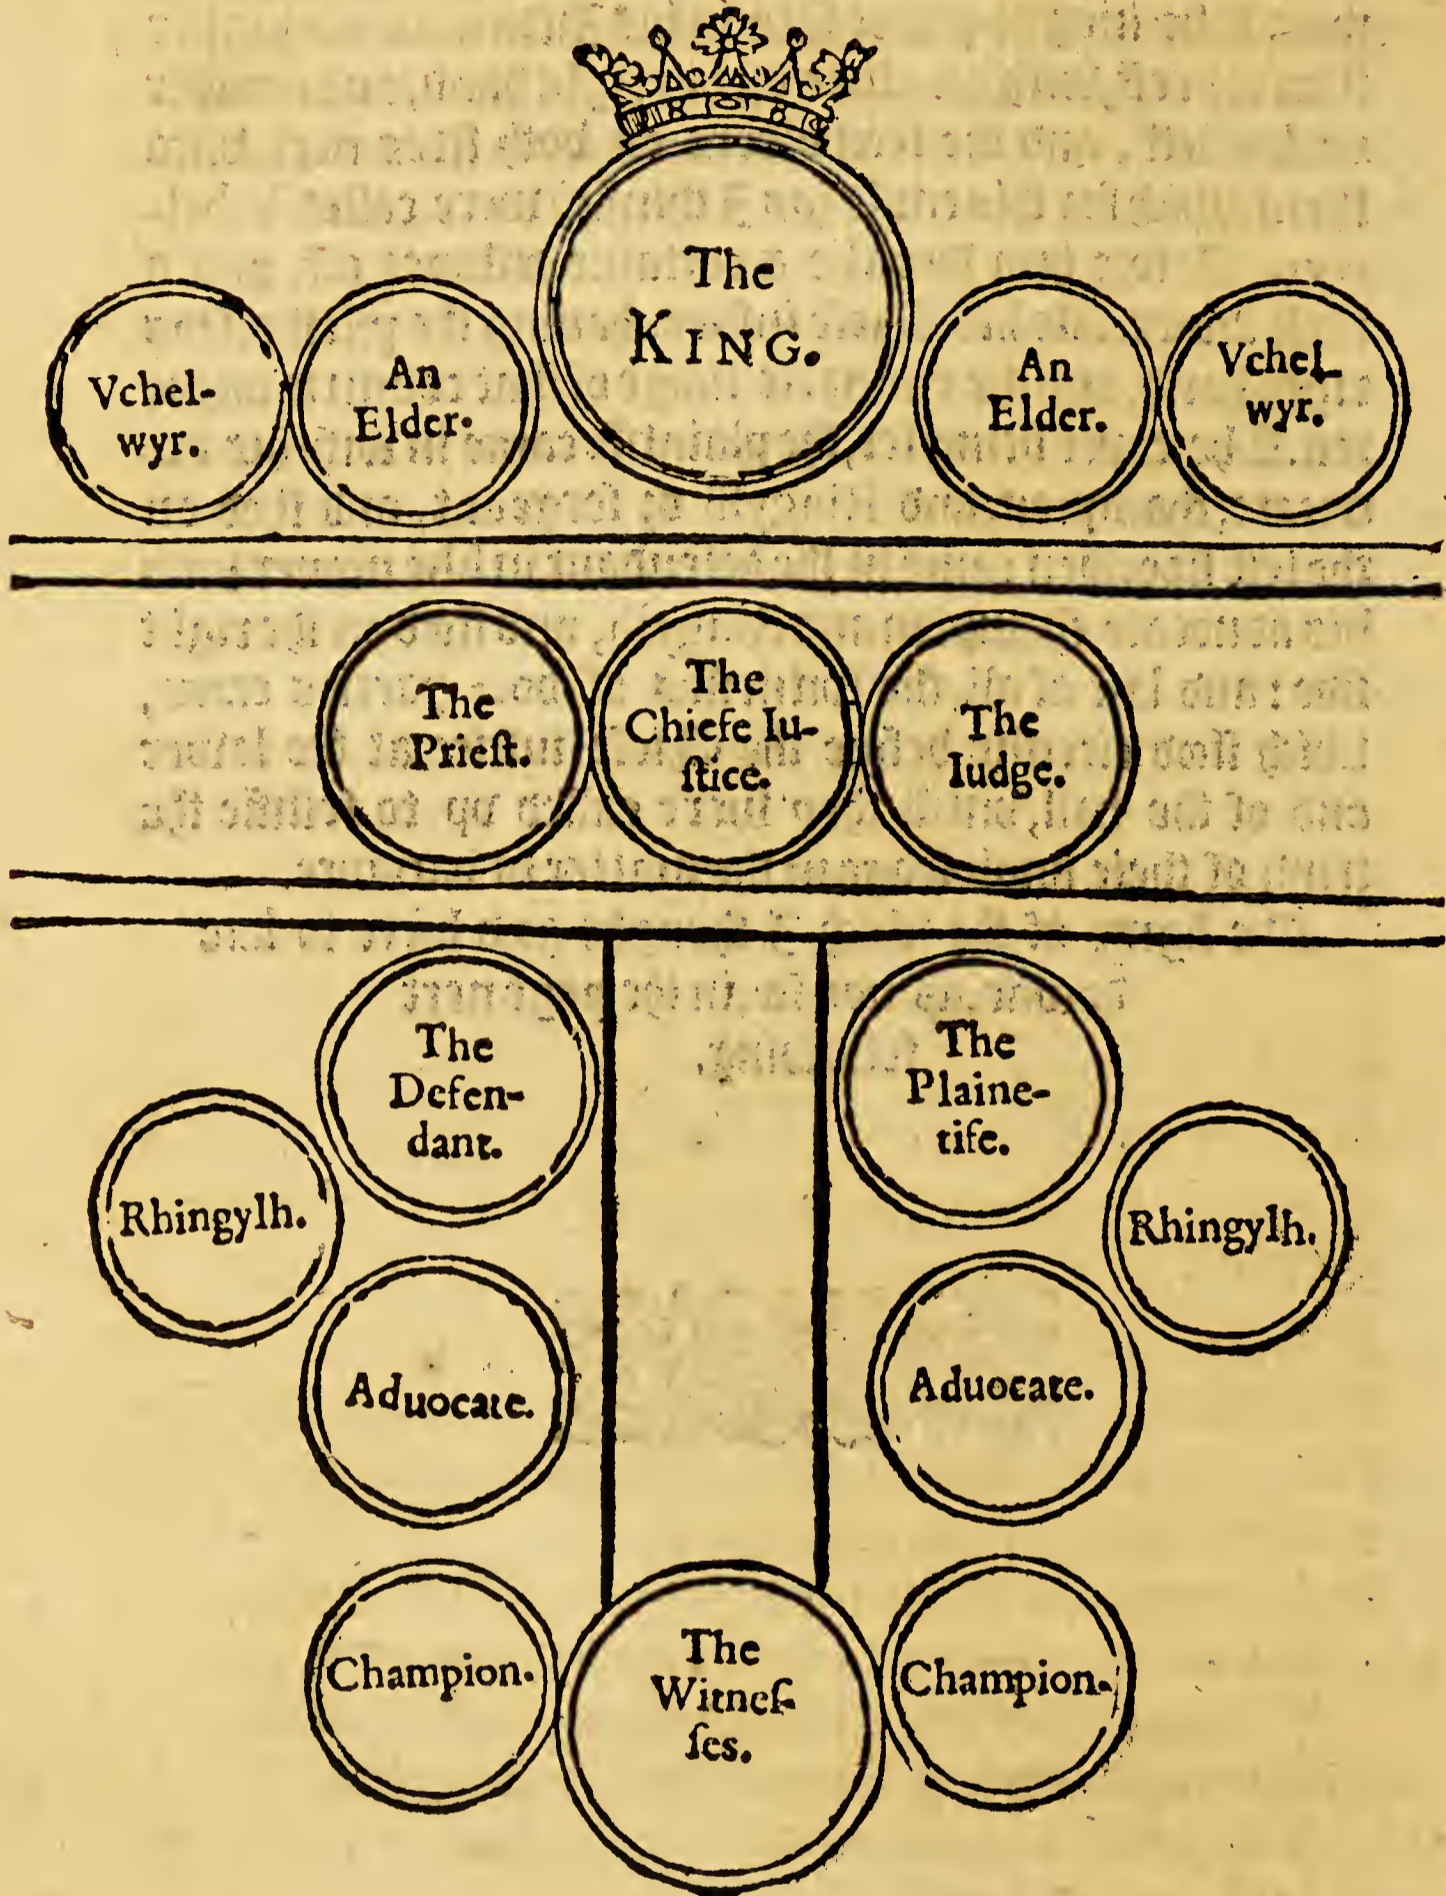 The
KING.
Vchel-
wyr.
An
Elder.
An
Elder.
Vchel
wyr.
The
Prieſt.
The
Chiefe Iu-
ſtice.
The
Iudge.
The
Defen-
dant.
The
Plaine-
tife.
Rhingylh.
Rhingylh.
Aduocate.
Aduocate.
Champion.
The
Witneſ-
ſes.
Champion.